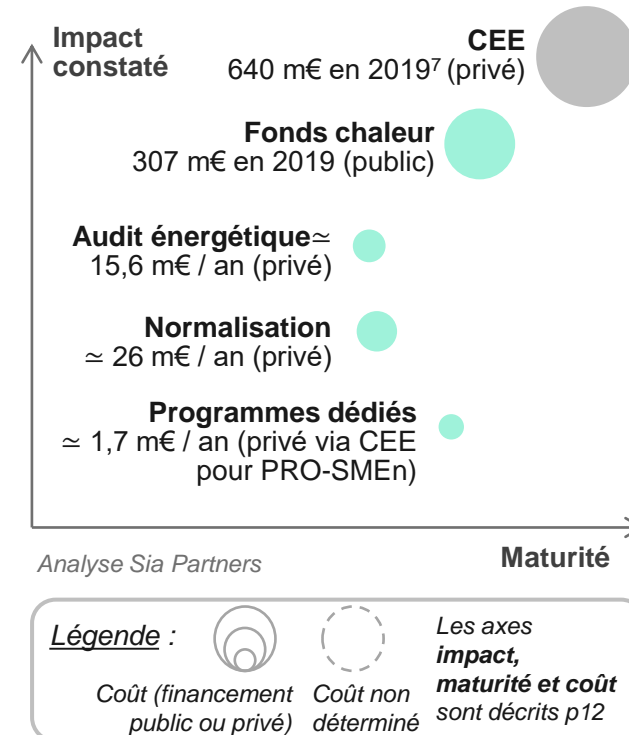 Impact
constaté
CEE
640 m€ en 2019⁷ (privé)
Fonds chaleur
307 m€ en 2019 (public)
Audit énergétique≃
15,6 m€ / an (privé)
Normalisation
≃ 26 m€ / an (privé)
Programmes dédiés
≃ 1,7 m€ / an (privé via CEE
pour PRO-SMEn)
Analyse Sia Partners
Maturité
Légende :
Coût (financement
public ou privé)
Coût non
déterminé
Les axes
impact,
maturité et coût
sont décrits p12